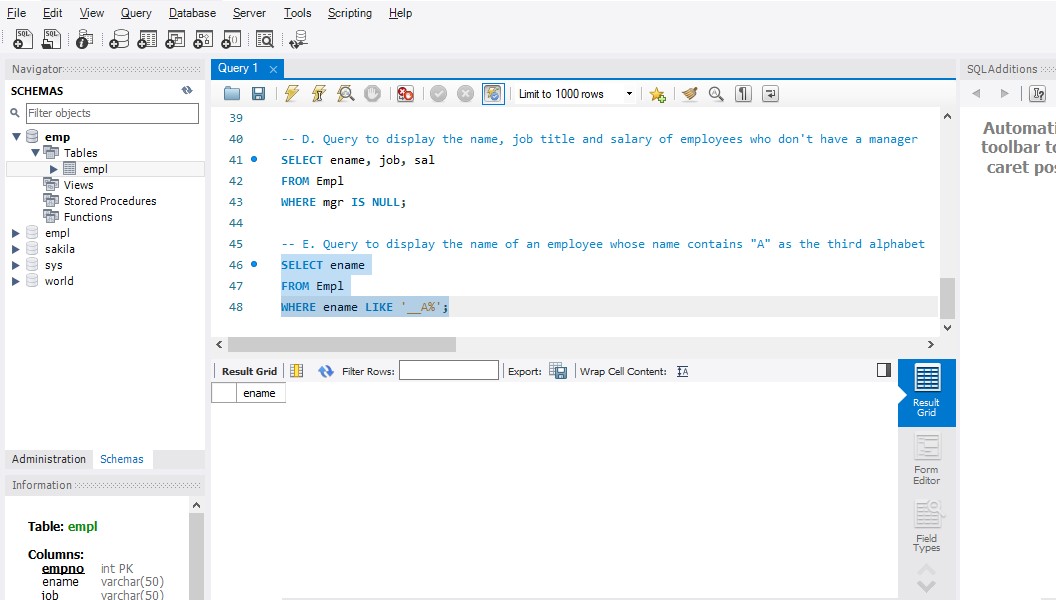 File Edit View Query Database Server Tools Scripting Help
Navigator
SCHEMAS
Filter objects
emp
Tables
empl
Views
Stored Procedures
Functions
empl
sakila
sys
world
Administration Schemas
Information
Table: empl
Columns:
empno int PK
ename varchar(50)
job varchar(50)
Query 1
Limit to 1000 rows
39
40 -- D. Query to display the name, job title and salary of employees who don't have a manager
41 SELECT ename, job, sal
42 FROM Empl
43 WHERE mgr IS NULL;
44
45 -- E. Query to display the name of an employee whose name contains "A" as the third alphabet
46 SELECT ename
47 FROM Empl
48 WHERE ename LIKE '__A%';
Result Grid Filter Rows: Export: Wrap Cell Content:
ename
Result
Grid
Form
Editor
Field
Types
SQLAdditions
Automati
toolbar to
caret pos